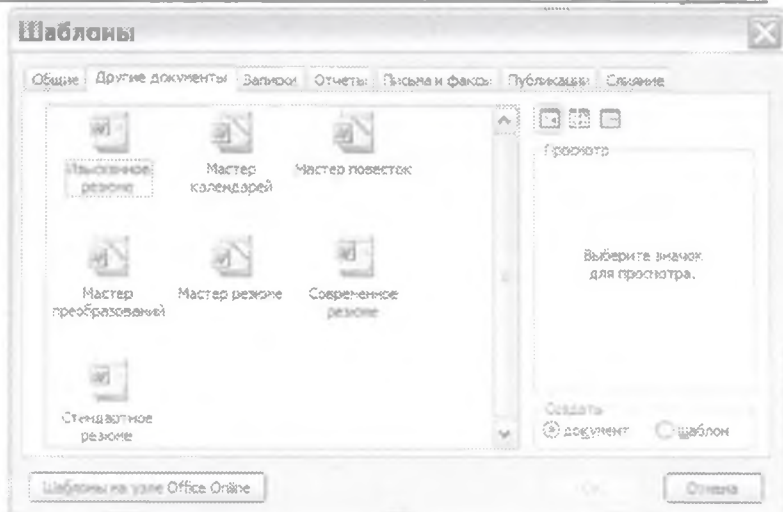 Шаблоны
Общие Другие документы Записки Отчеты Письма и факсы Публикации Слияние
Изысканное резюме
Мастер календарей
Мастер повесток
Просмотр
Выберите значок для просмотра.
Мастер преобразований
Мастер резюме
Современное резюме
Стандартное резюме
Создать
документ шаблон
Шаблоны на узле Office Online
ОК
Отмена